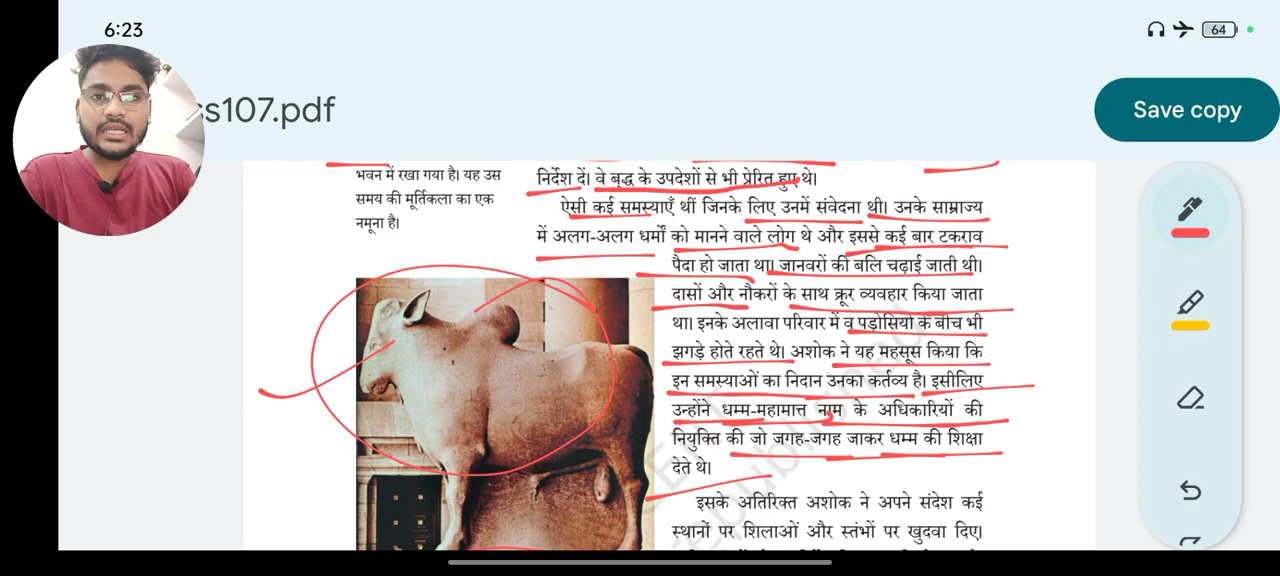 6:23
64
ss107.pdf
Save copy
भवन में रखा गया है। यह उस
समय की मूर्तिकला का एक
नमूना है।
निर्देश दें। वे बुद्ध के उपदेशों से भी प्रेरित हुए थे।
ऐसी कई समस्याएँ थीं जिनके लिए उनमें संवेदना थी। उनके साम्राज्य
में अलग-अलग धर्मों को मानने वाले लोग थे और इससे कई बार टकराव
पैदा हो जाता था। जानवरों की बलि चढ़ाई जाती थी।
दासों और नौकरों के साथ क्रूर व्यवहार किया जाता
था। इनके अलावा परिवार में व पड़ोसियों के बीच भी
झगड़े होते रहते थे। अशोक ने यह महसूस किया कि
इन समस्याओं का निदान उनका कर्तव्य है। इसीलिए
उन्होंने धम्म-महामात्त नाम के अधिकारियों की
नियुक्ति की जो जगह-जगह जाकर धम्म की शिक्षा
देते थे।
इसके अतिरिक्त अशोक ने अपने संदेश कई
स्थानों पर शिलाओं और स्तंभों पर खुदवा दिए।
republished